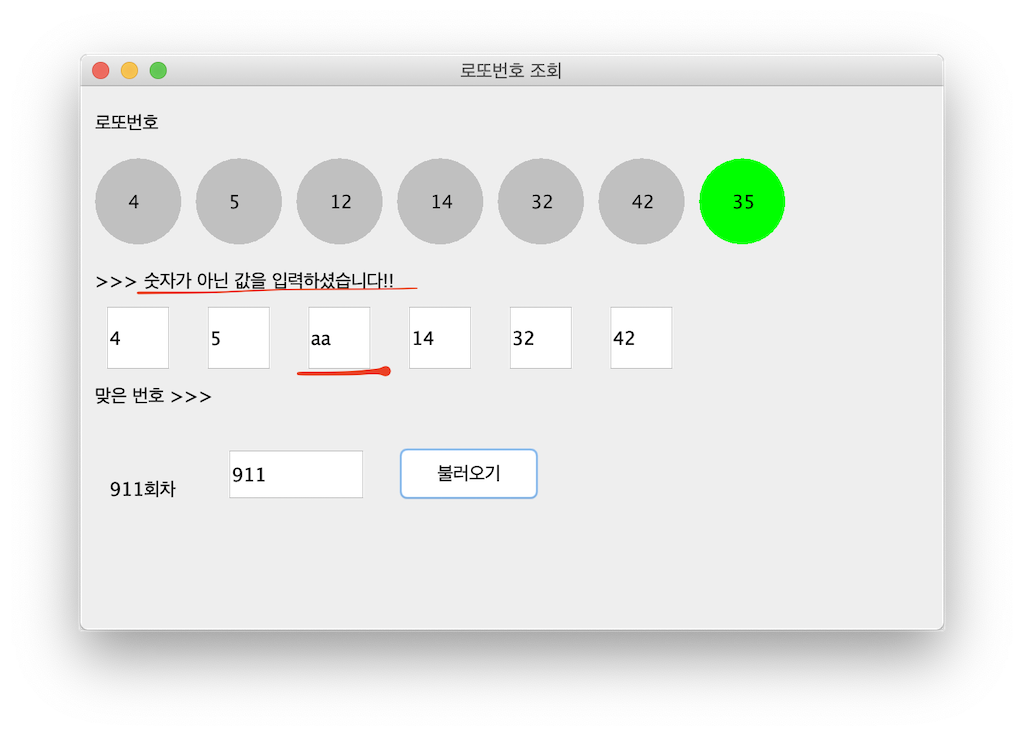 로또번호 조회
로또번호
4 5 12 14 32 42 35
>>> 숫자가 아닌 값을 입력하셨습니다!!
4 5 aa 14 32 42
맞은 번호 >>>
911회차 911 불러오기